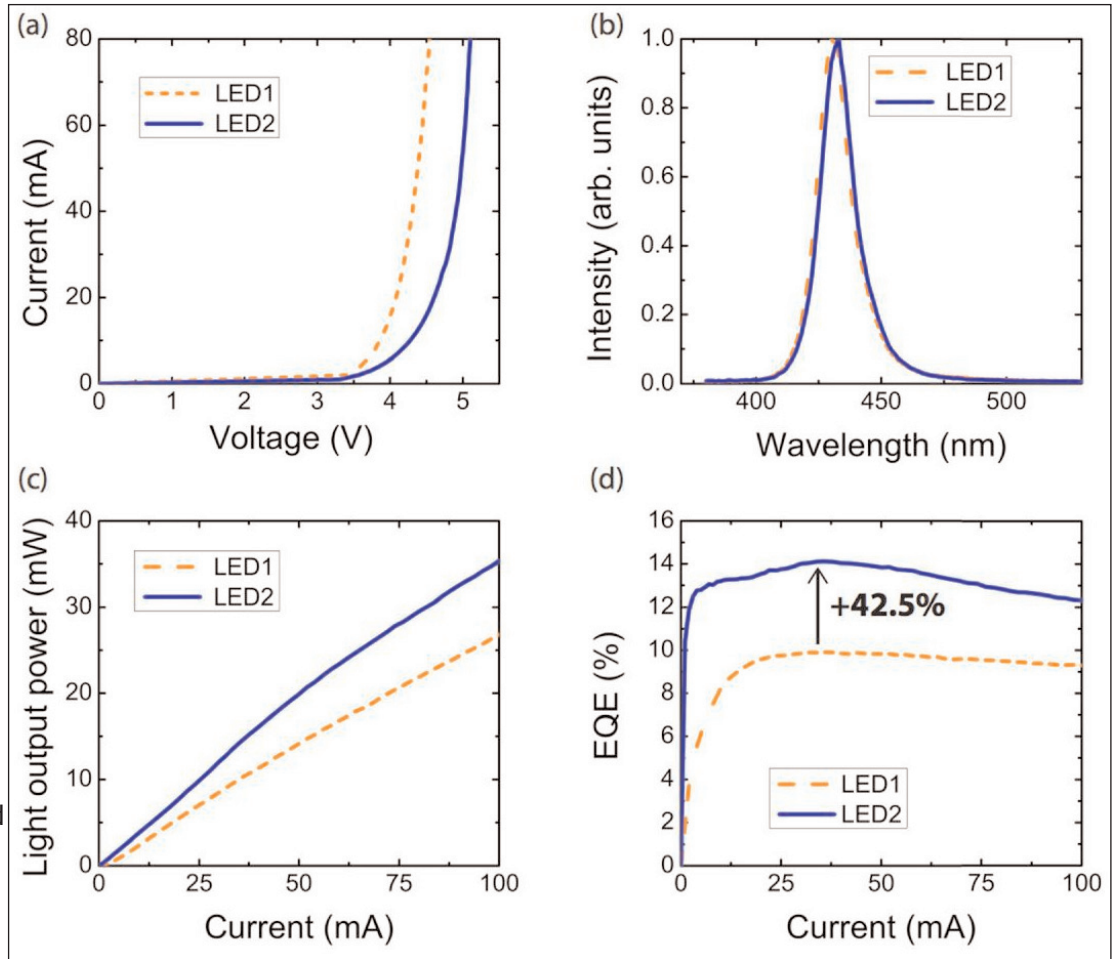 (a)
80
60
40
20
0
Current (mA)
LED1
LED2
0 1 2 3 4 5
Voltage (V)
(b)
1.0
0.8
0.6
0.4
0.2
0.0
Intensity (arb. units)
LED1
LED2
400 450 500
Wavelength (nm)
(c)
40
30
20
10
0
Light output power (mW)
LED1
LED2
0 25 50 75 100
Current (mA)
(d)
16
14
12
10
8
6
4
2
0
EQE (%)
+42.5%
LED1
LED2
0 25 50 75 100
Current (mA)